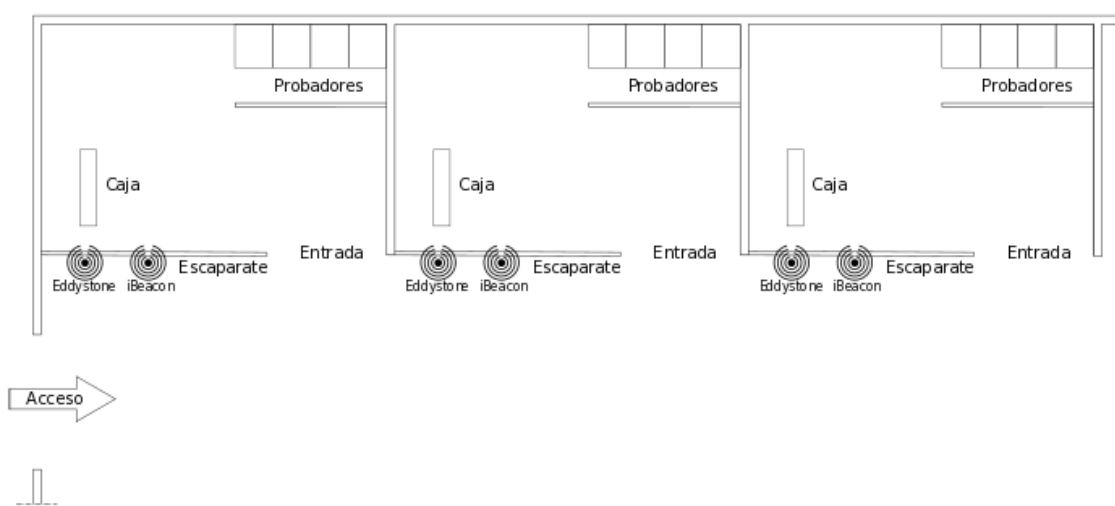 Probadores
Probadores
Probadores
Caja
Caja
Caja
Entrada
Entrada
Entrada
Escaparate
Escaparate
Escaparate
Eddystone
iBeacon
Eddystone
iBeacon
Eddystone
iBeacon
Acceso